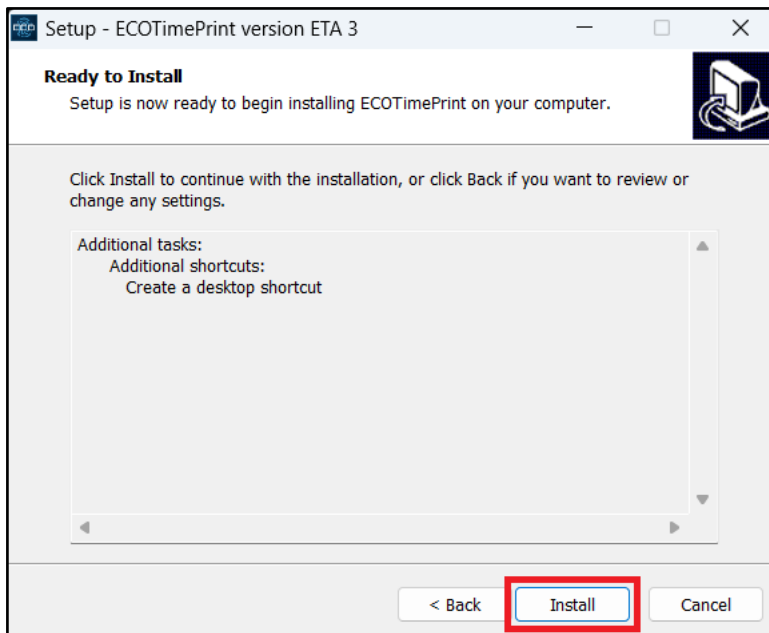 Setup - ECOTimePrint version ETA 3
Ready to Install
Setup is now ready to begin installing ECOTimePrint on your computer.
Click Install to continue with the installation, or click Back if you want to review or
change any settings.
Additional tasks:
Additional shortcuts:
Create a desktop shortcut
< Back
Install
Cancel